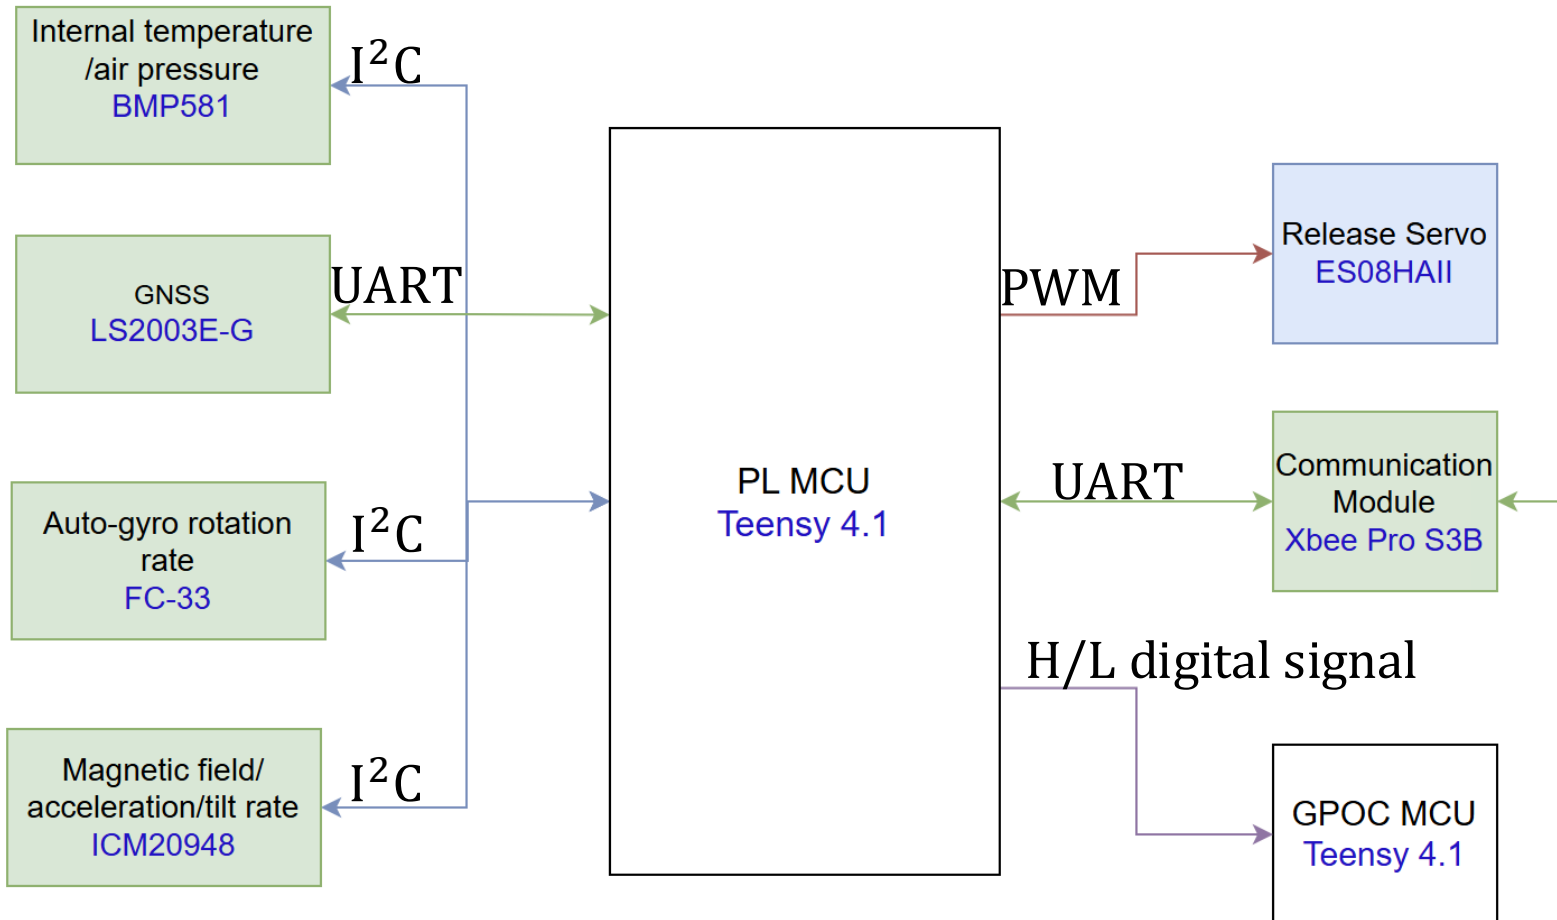 Internal temperature
/air pressure
BMP581
I²C
GNSS
LS2003E-G
UART
Auto-gyro rotation
rate
FC-33
I²C
Magnetic field/
acceleration/tilt rate
ICM20948
I²C
PL MCU
Teensy 4.1
PWM
Release Servo
ES08HAII
UART
Communication
Module
Xbee Pro S3B
H/L digital signal
GPOC MCU
Teensy 4.1